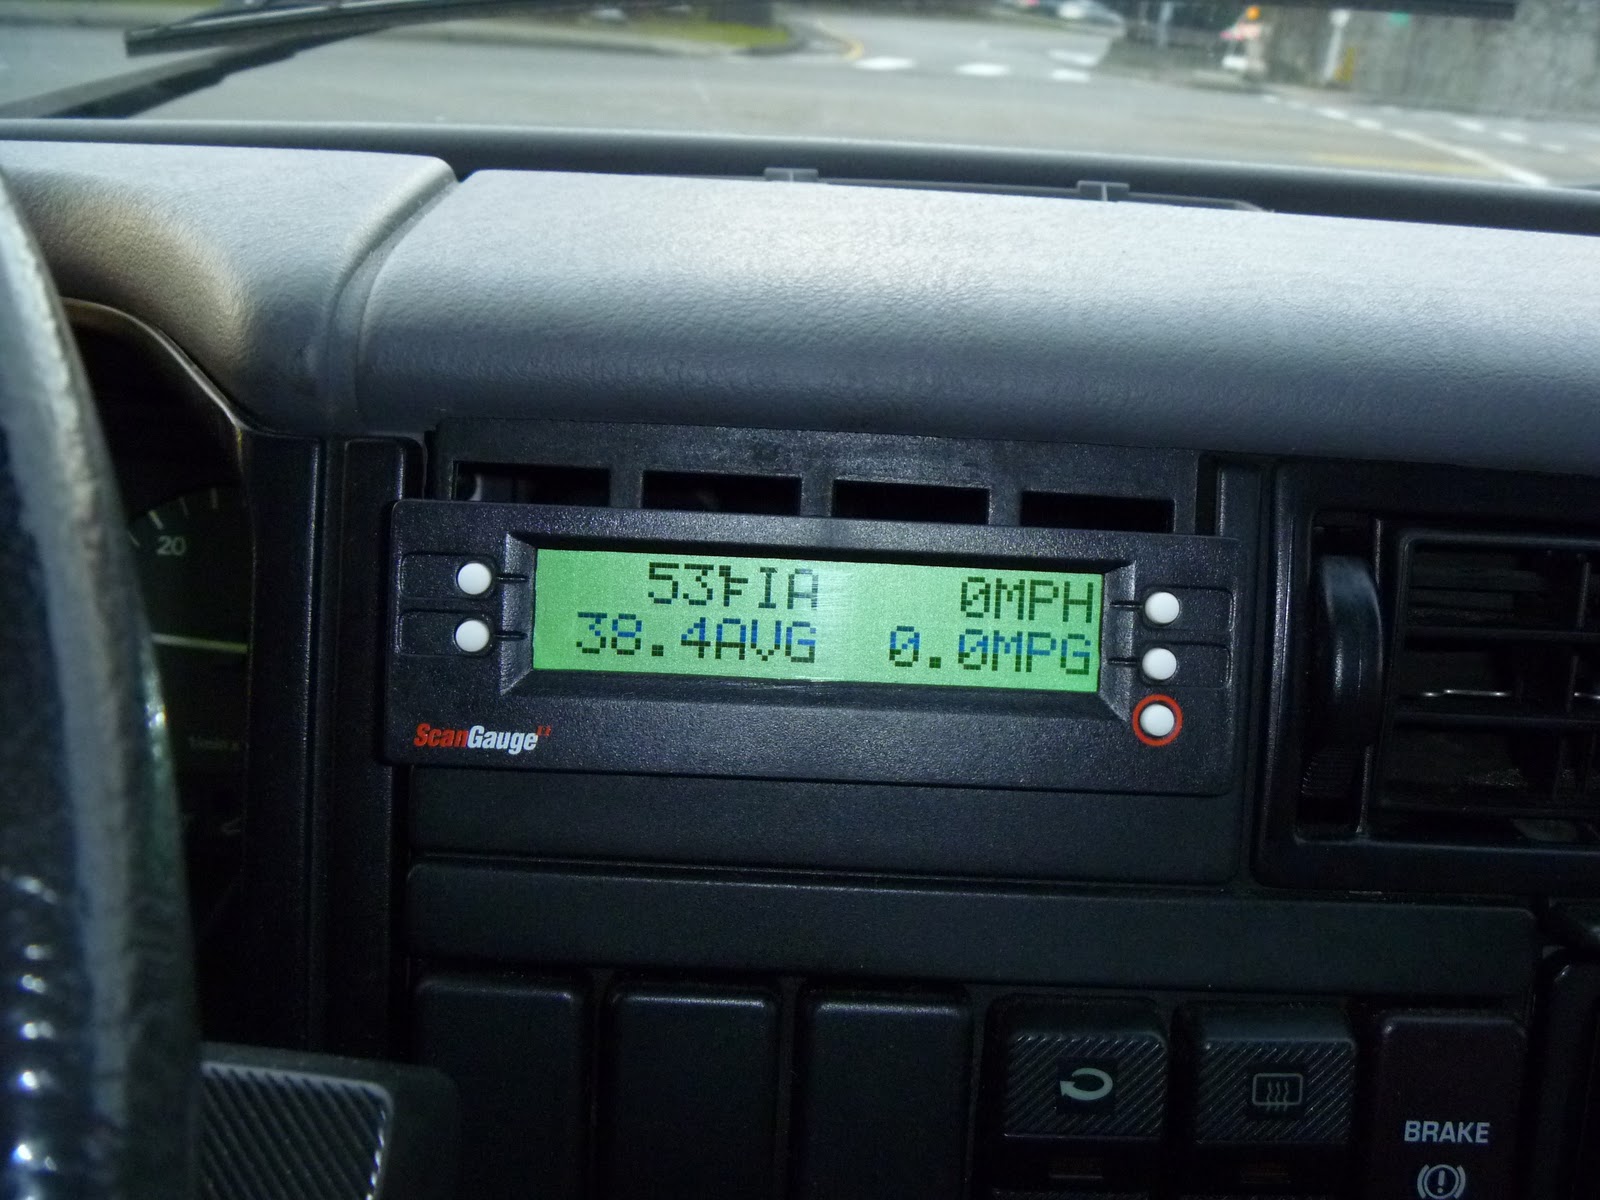 20
53°FIA 0MPH
38.4AVG 0.0MPG
ScanGauge II
BRAKE